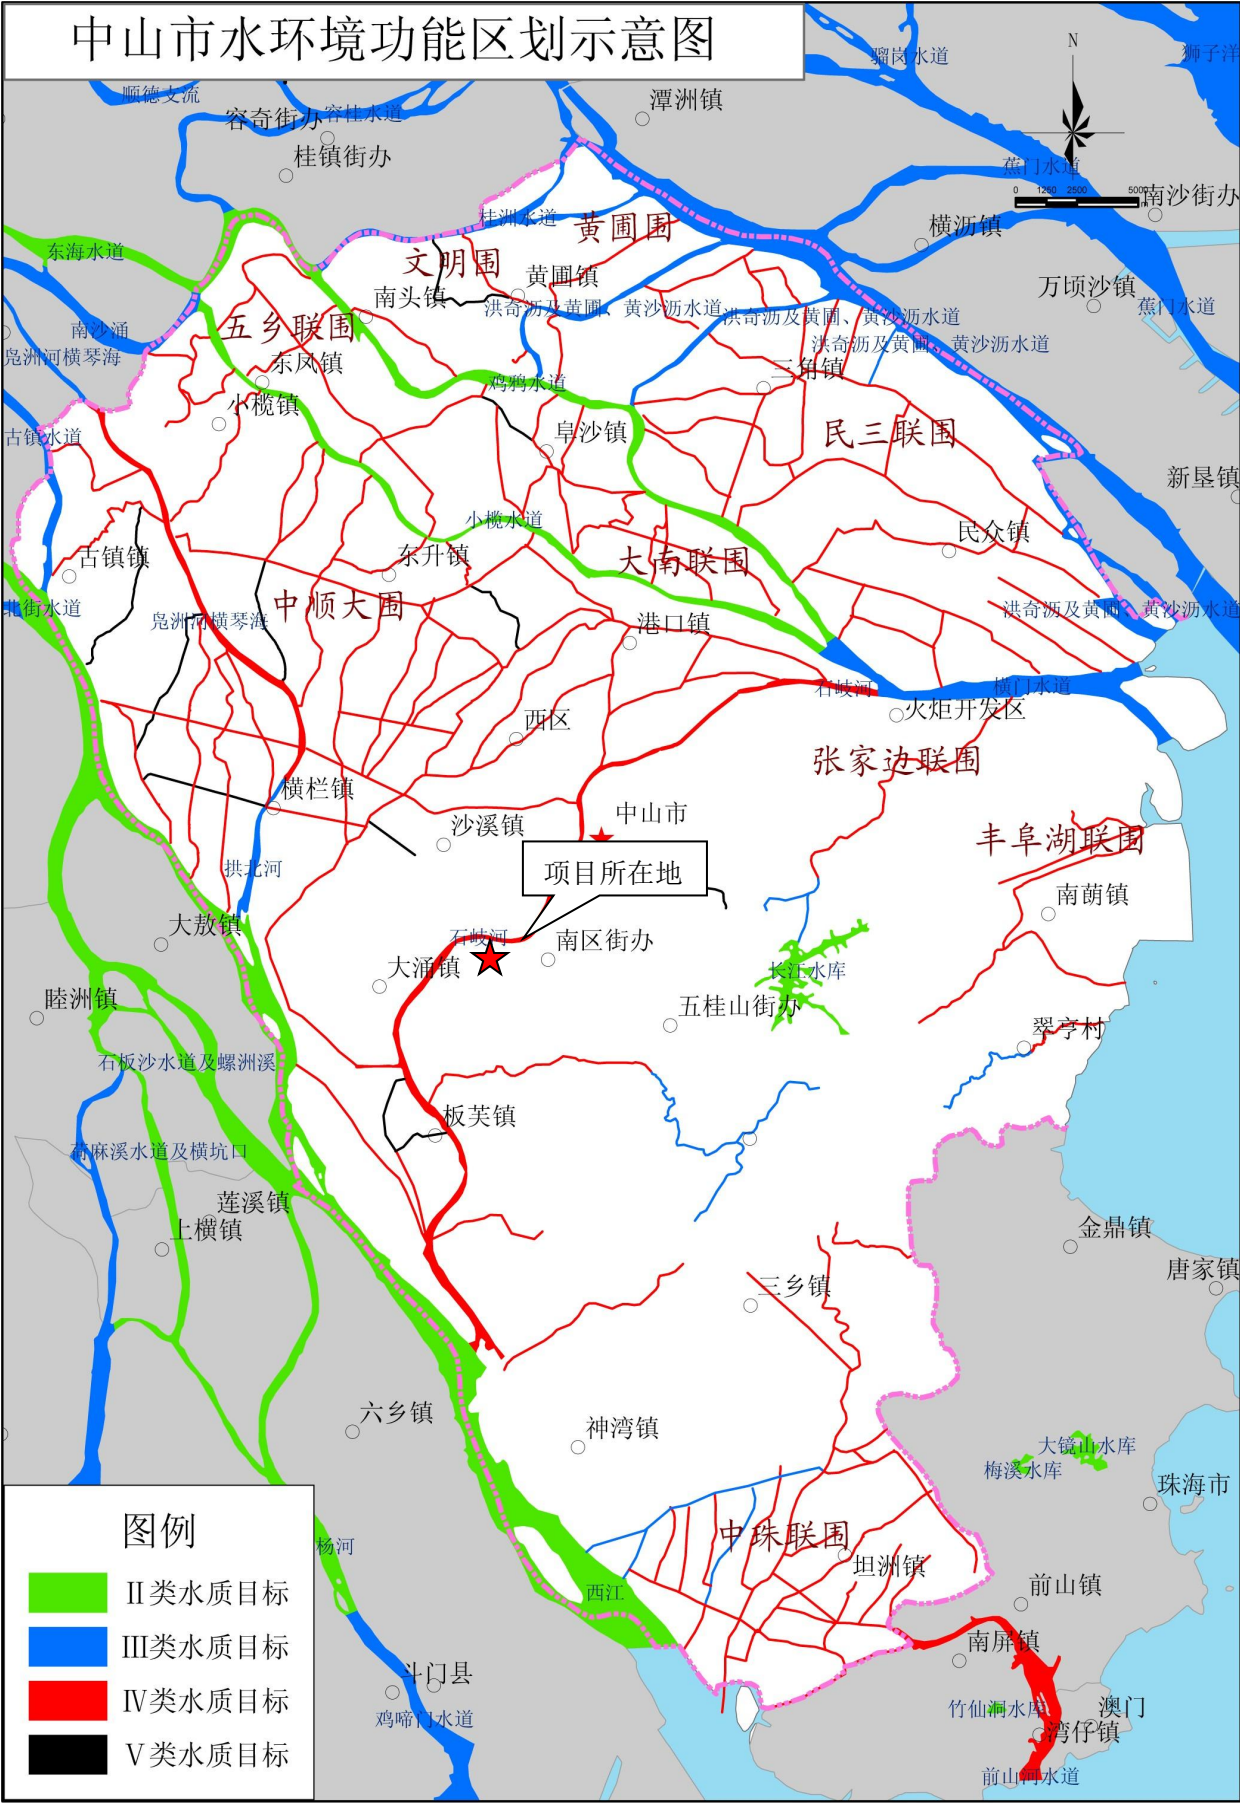 中山市水环境功能区划示意图
骝岗水道
狮子洋
N
顺德支流
容奇街办
容桂水道
潭洲镇
桂镇街办
蕉门水道
0 1250 2500 5000
南沙街办
桂洲水道
黄圃围
横沥镇
东海水道
文明围
黄圃镇
万顷沙镇
南头镇
洪奇沥及黄圃、黄沙沥水道
洪奇沥及黄圃、黄沙沥水道
蕉门水道
南沙涌
五乡联围
洪奇沥及黄圃、黄沙沥水道
凫洲河横琴海
东凤镇
鸡鸦水道
三角镇
小榄镇
古镇水道
阜沙镇
民三联围
新垦镇
小榄水道
民众镇
古镇镇
东升镇
大南联围
北街水道
凫洲河横琴海
中顺大围
港口镇
洪奇沥及黄圃、黄沙沥水道
石岐河
横门水道
西区
火炬开发区
张家边联围
横栏镇
沙溪镇
中山市
丰阜湖联围
拱北河
项目所在地
南蓢镇
大敖镇
石岐河
南区街办
大涌镇
长江水库
睦洲镇
五桂山街办
翠亨村
石板沙水道及螺洲溪
板芙镇
荷麻溪水道及横坑口
莲溪镇
上横镇
金鼎镇
唐家镇
三乡镇
六乡镇
神湾镇
大镜山水库
梅溪水库
珠海市
图例
中珠联围
杨河
坦洲镇
II类水质目标
西江
前山镇
III类水质目标
南屏镇
斗门县
IV类水质目标
竹仙洞水库
澳门
鸡啼门水道
湾仔镇
V类水质目标
前山河水道